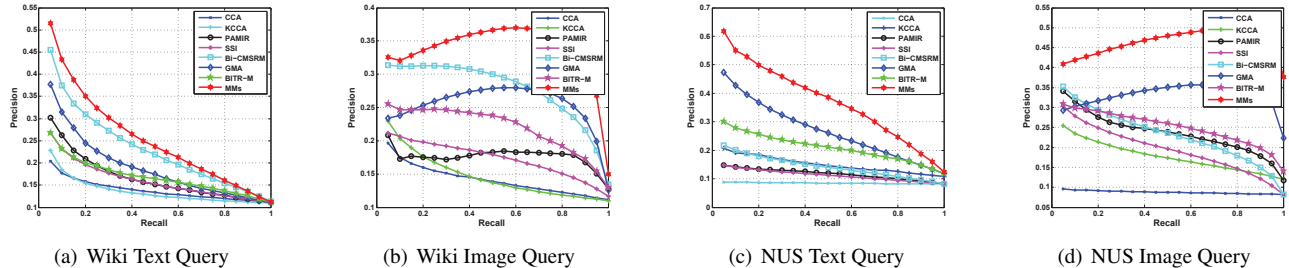 0.55
0.5
0.45
0.4
0.35
0.3
0.25
0.2
0.15
0.1
Precision
0 0.2 0.4 0.6 0.8 1
Recall
CCA
KCCA
PAMIR
SSI
Bi−CMSRM
GMA
BITR−M
MMs
(a) Wiki Text Query
0.4
0.35
0.3
0.25
0.2
0.15
0.1
Precision
0 0.2 0.4 0.6 0.8 1
Recall
CCA
KCCA
PAMIR
SSI
Bi−CMSRM
GMA
BITR−M
MMs
(b) Wiki Image Query
0.7
0.6
0.5
0.4
0.3
0.2
0.1
0
Precision
0 0.2 0.4 0.6 0.8 1
Recall
CCA
KCCA
PAMIR
SSI
Bi−CMSRM
GMA
BITR−M
MMs
(c) NUS Text Query
0.55
0.5
0.45
0.4
0.35
0.3
0.25
0.2
0.15
0.1
0.05
Precision
0 0.2 0.4 0.6 0.8 1
Recall
CCA
KCCA
PAMIR
SSI
Bi−CMSRM
GMA
BITR−M
MMs
(d) NUS Image Query